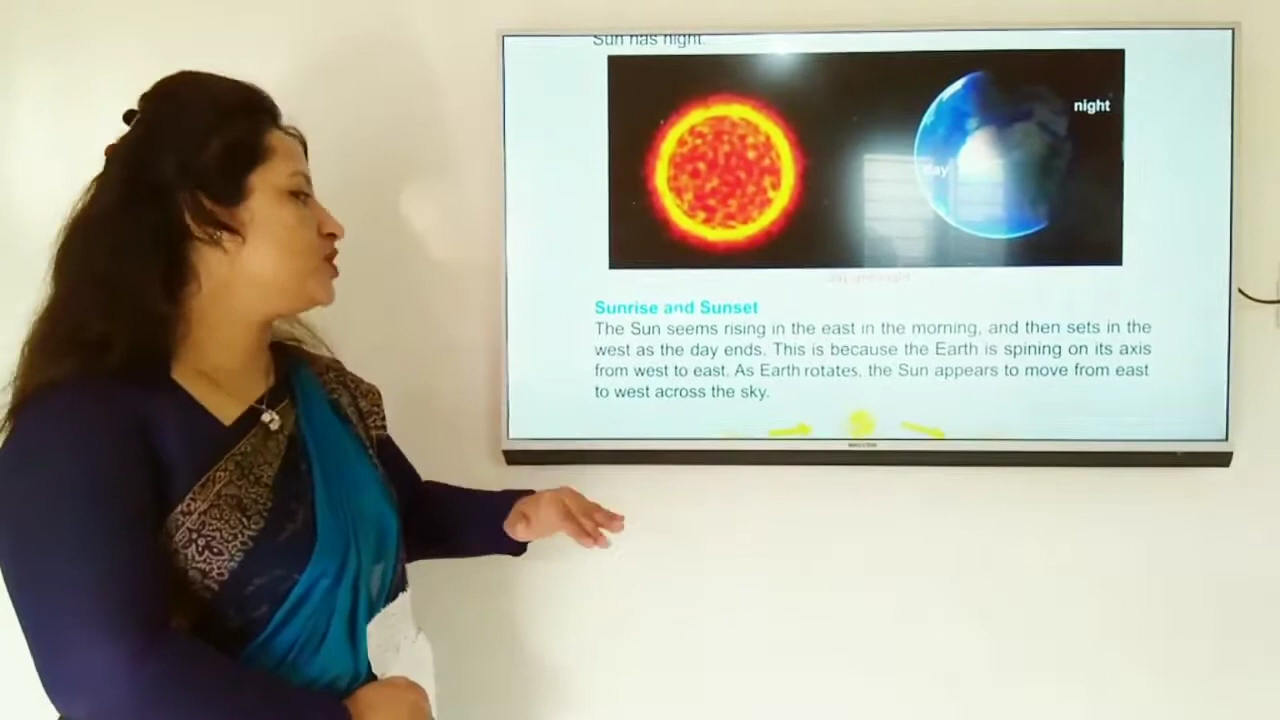 Sun has night.
night
day
Sunrise and Sunset
The Sun seems rising in the east in the morning, and then sets in the
west as the day ends. This is because the Earth is spining on its axis
from west to east. As Earth rotates, the Sun appears to move from east
to west across the sky.